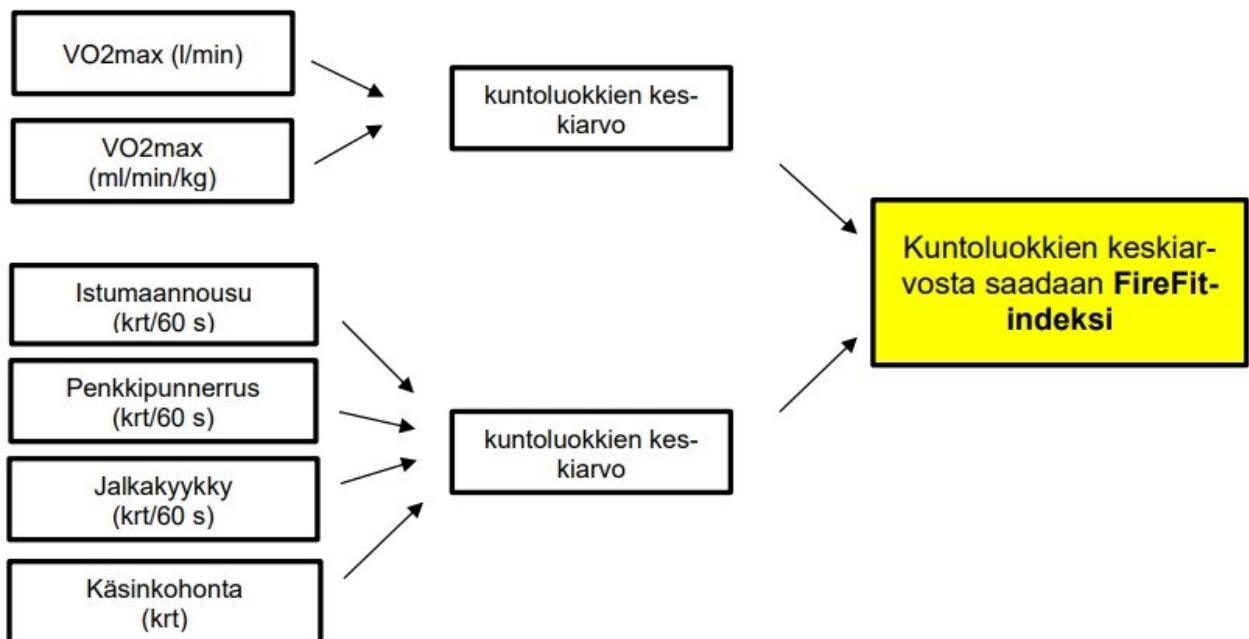 VO2max (l/min)
VO2max
(ml/min/kg)
kuntoluokkien kes-
kiarvo
Istumaannousu
(krt/60 s)
Penkkipunnerrus
(krt/60 s)
Jalkakyykky
(krt/60 s)
Käsinkohonta
(krt)
kuntoluokkien kes-
kiarvo
Kuntoluokkien keskiar-
vosta saadaan FireFit-
indeksi